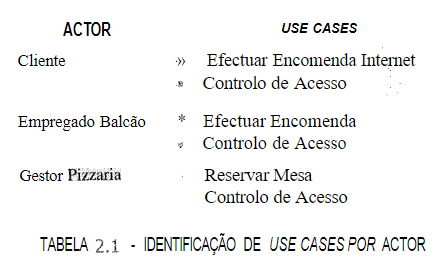 ACTOR USE CASES
Cliente » Efectuar Encomenda Internet
Controlo de Acesso
Empregado Balcão * Efectuar Encomenda
Controlo de Acesso
Gestor Pizzaria Reservar Mesa
Controlo de Acesso
TABELA 2.1 - IDENTIFICAÇÃO DE USE CASES POR ACTOR